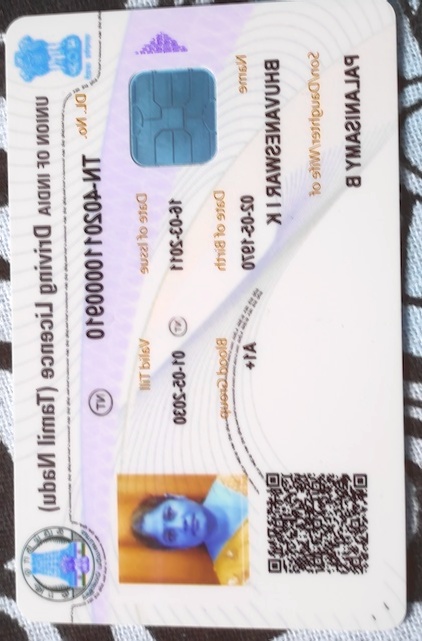 UNION OF INDIA Driving Licence (Tamil Nadu)
DL No. TN-4020110000910
NT
Date of Issue Valid Till
16-03-2011 NT 01-05-2030
Date of Birth Blood Group
02-05-1970 A1+
Name
BHUVANESWARI K
Son/Daughter/Wife of
PALANISAMY B